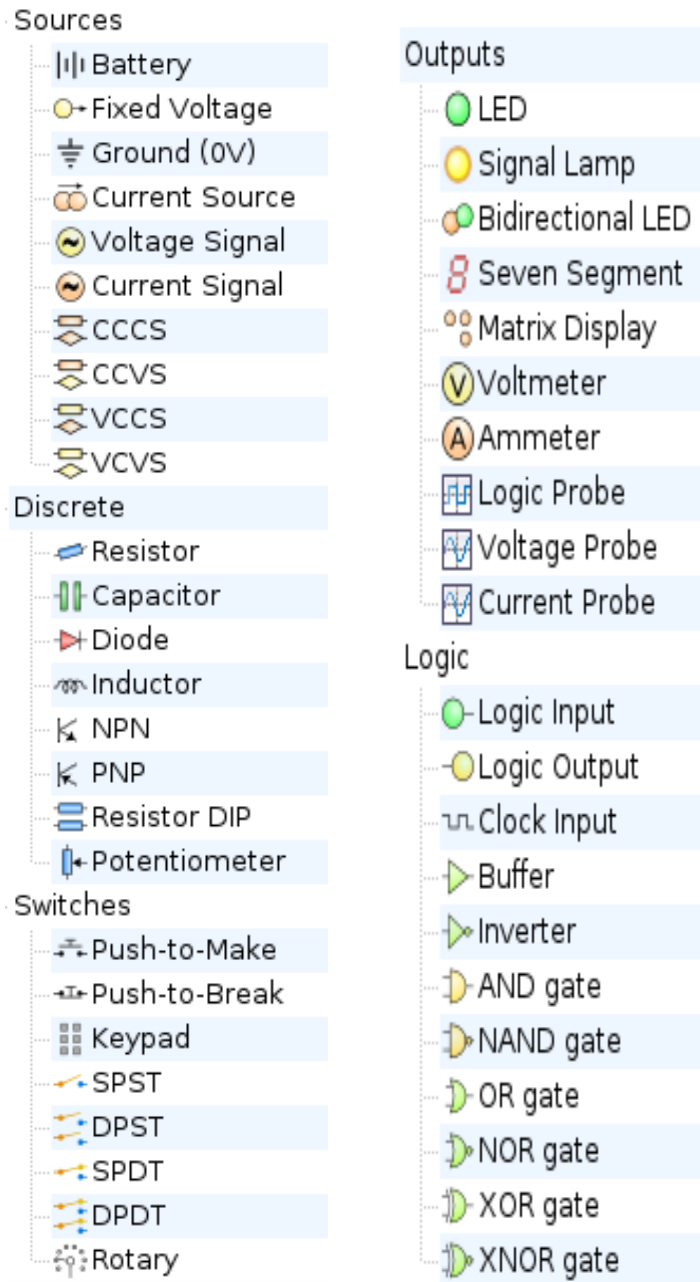 Sources
Battery
Fixed Voltage
Ground (0V)
Current Source
Voltage Signal
Current Signal
CCCS
CCVS
VCCS
VCVS
Discrete
Resistor
Capacitor
Diode
Inductor
NPN
PNP
Resistor DIP
Potentiometer
Switches
Push-to-Make
Push-to-Break
Keypad
SPST
DPST
SPDT
DPDT
Rotary
Outputs
LED
Signal Lamp
Bidirectional LED
Seven Segment
Matrix Display
V Voltmeter
A Ammeter
Logic Probe
Voltage Probe
Current Probe
Logic
Logic Input
Logic Output
Clock Input
Buffer
Inverter
AND gate
NAND gate
OR gate
NOR gate
XOR gate
XNOR gate